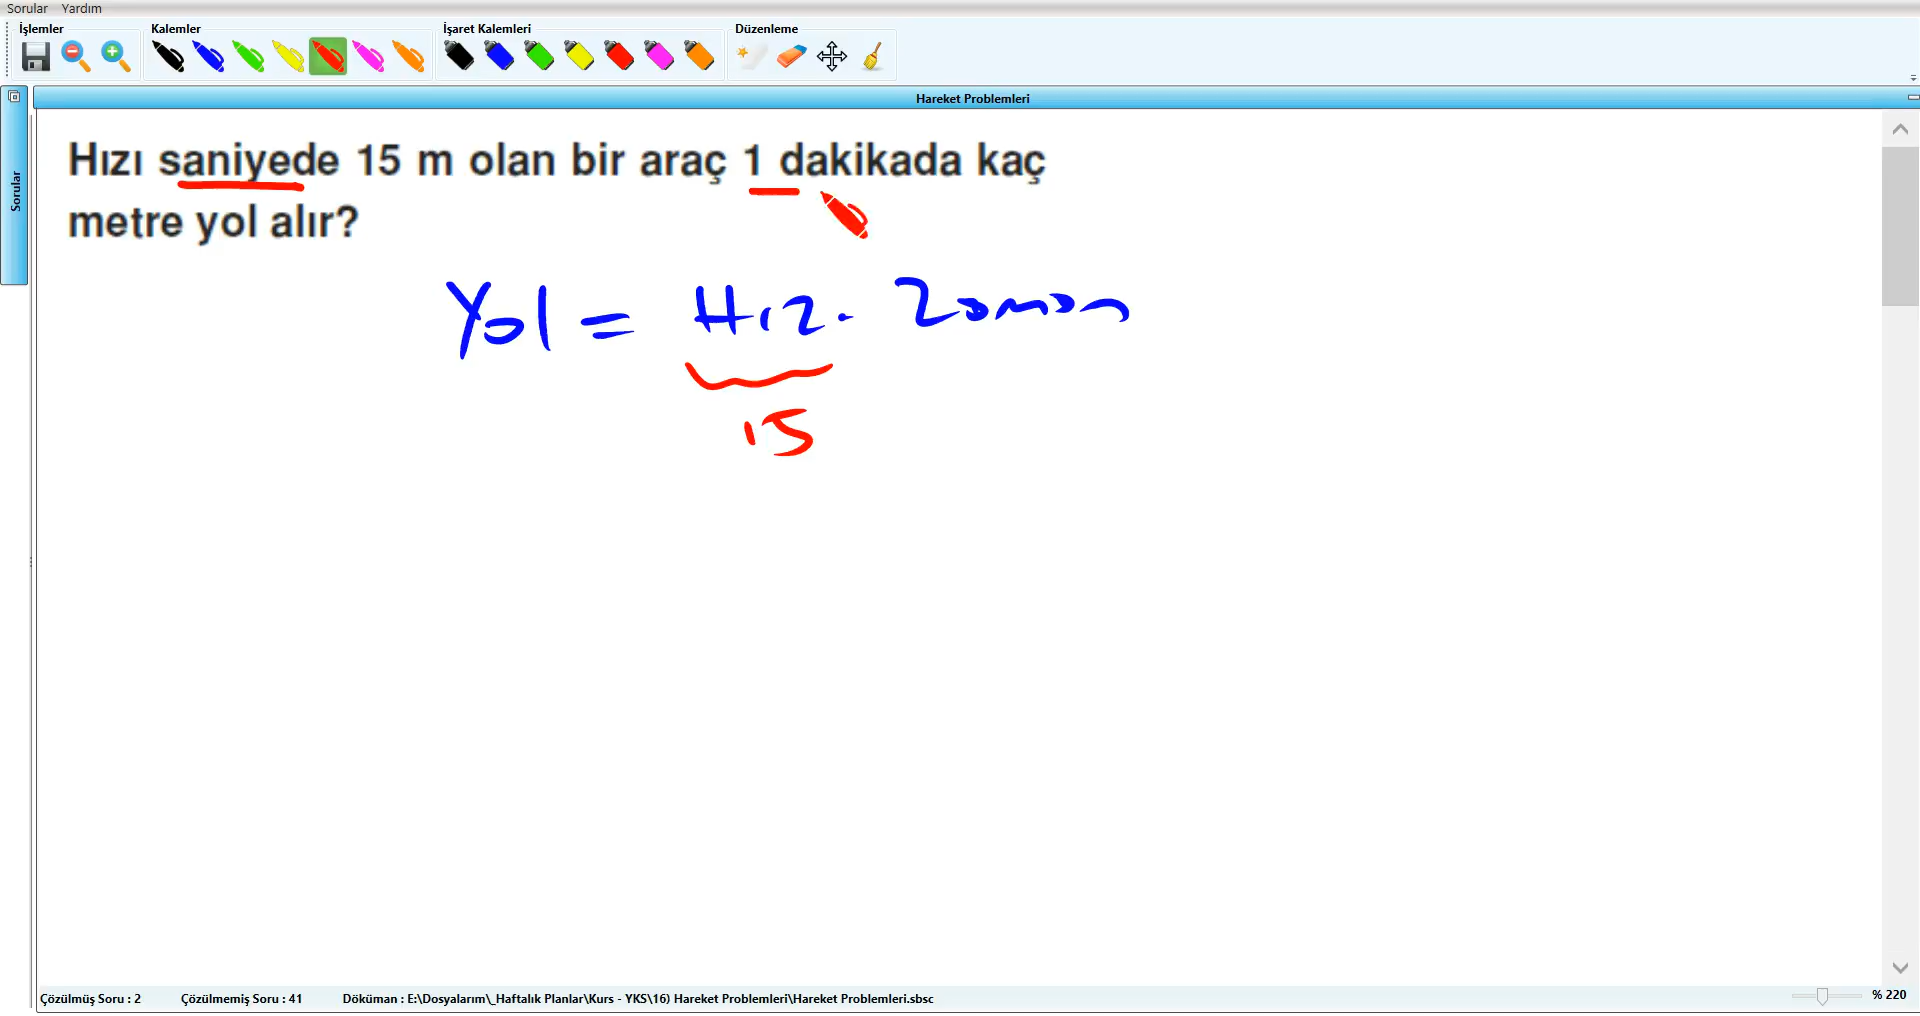 Sorular Yardım
İşlemler Kalemler İşaret Kalemleri Düzenleme
Hareket Problemleri
Sorular
Hızı saniyede 15 m olan bir araç 1 dakikada kaç
metre yol alır?
Yol = Hız . Zaman
15
Çözülmüş Soru : 2 Çözülmemiş Soru : 41 Döküman : E:\Dosyalarım\_Haftalık Planlar\Kurs - YKS\16) Hareket Problemleri\Hareket Problemleri.sbsc % 220